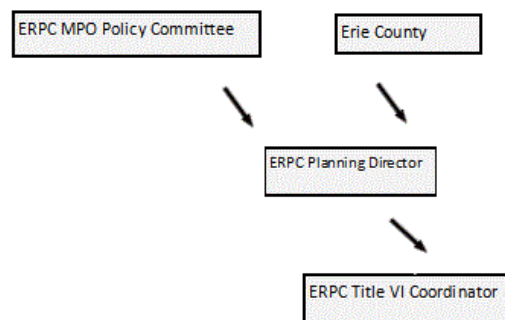 ERPC MPO Policy Committee
Erie County
ERPC Planning Director
ERPC Title VI Coordinator